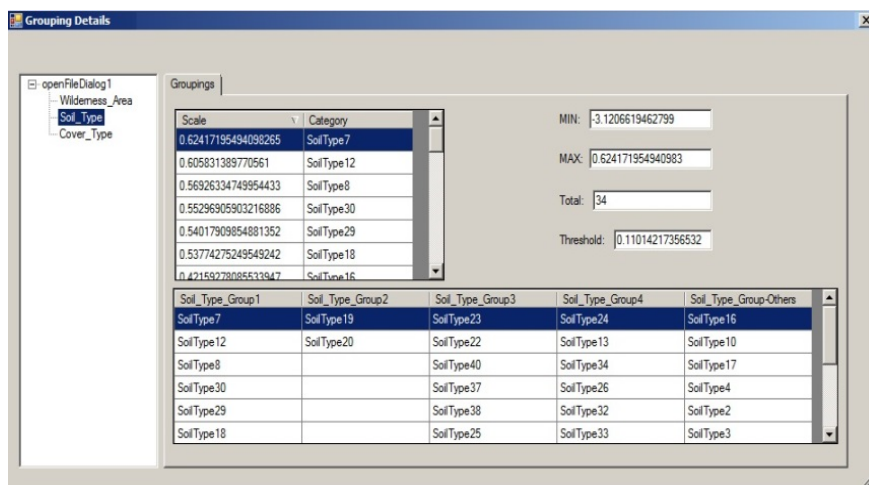 Grouping Details
openFileDialog1
Wilderness_Area
Soil_Type
Cover_Type
Groupings
Scale Category
0.62417195494098265 SoilType7
0.605831389770561 SoilType12
0.56926334749954433 SoilType8
0.55296905903216886 SoilType30
0.54017909854881352 SoilType29
0.53774275249549242 SoilType18
0.42159278085533947 SoilType16
MIN: -3.1206619462799
MAX: 0.624171954940983
Total: 34
Threshold: 0.11014217356532
Soil_Type_Group1 Soil_Type_Group2 Soil_Type_Group3 Soil_Type_Group4 Soil_Type_Group-Others
SoilType7 SoilType19 SoilType23 SoilType24 SoilType16
SoilType12 SoilType20 SoilType22 SoilType13 SoilType10
SoilType8 SoilType40 SoilType34 SoilType17
SoilType30 SoilType37 SoilType26 SoilType4
SoilType29 SoilType38 SoilType32 SoilType2
SoilType18 SoilType25 SoilType33 SoilType3